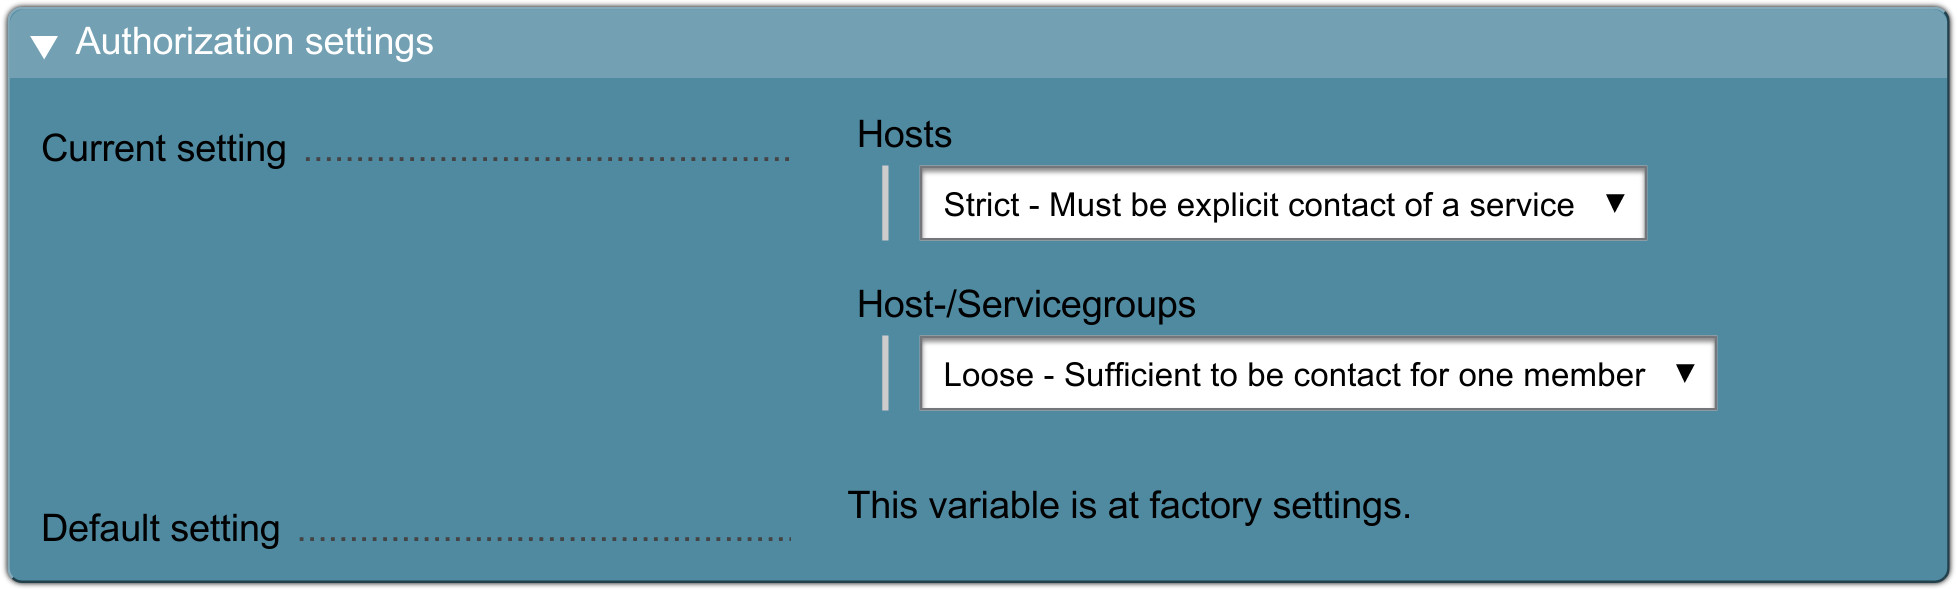 Authorization settings
Current setting
Hosts
Strict - Must be explicit contact of a service
Host-/Servicegroups
Loose - Sufficient to be contact for one member
Default setting
This variable is at factory settings.